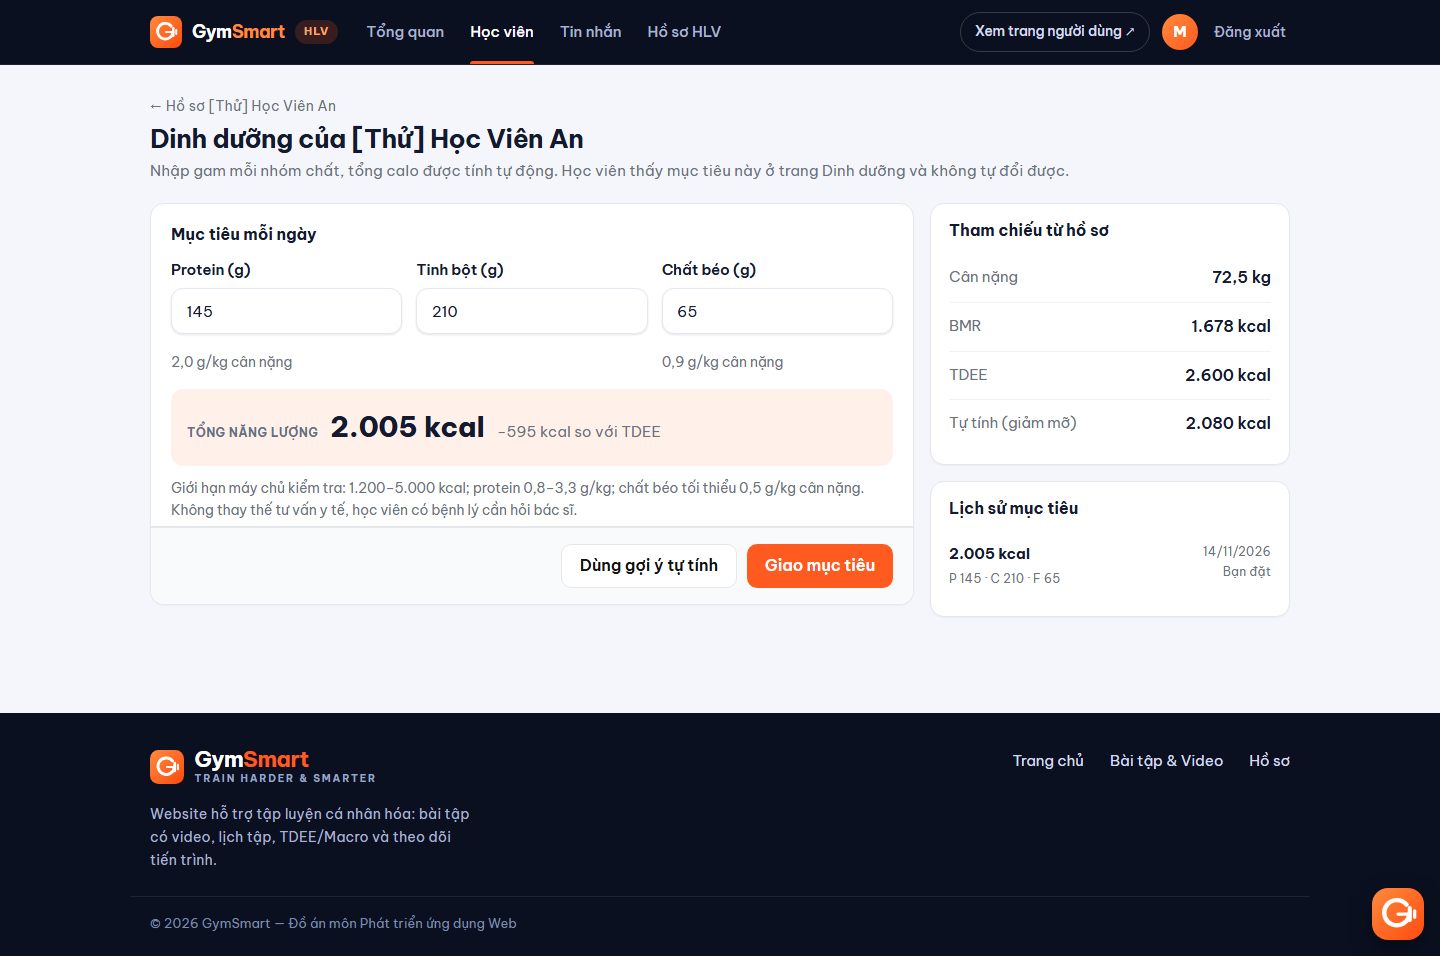 GymSmart HLV Tổng quan Học viên Tin nhắn Hồ sơ HLV Xem trang người dùng ↗ M Đăng xuất
← Hồ sơ [Thử] Học Viên An
Dinh dưỡng của [Thử] Học Viên An
Nhập gam mỗi nhóm chất, tổng calo được tính tự động. Học viên thấy mục tiêu này ở trang Dinh dưỡng và không tự đổi được.
Mục tiêu mỗi ngày
Protein (g) Tinh bột (g) Chất béo (g)
145 210 65
2,0 g/kg cân nặng 0,9 g/kg cân nặng
TỔNG NĂNG LƯỢNG 2.005 kcal −595 kcal so với TDEE
Giới hạn máy chủ kiểm tra: 1.200–5.000 kcal; protein 0,8–3,3 g/kg; chất béo tối thiểu 0,5 g/kg cân nặng.
Không thay thế tư vấn y tế, học viên có bệnh lý cần hỏi bác sĩ.
Dùng gợi ý tự tính Giao mục tiêu
Tham chiếu từ hồ sơ
Cân nặng 72,5 kg
BMR 1.678 kcal
TDEE 2.600 kcal
Tự tính (giảm mỡ) 2.080 kcal
Lịch sử mục tiêu
2.005 kcal 14/11/2026
P 145 · C 210 · F 65 Bạn đặt
GymSmart
TRAIN HARDER & SMARTER
Website hỗ trợ tập luyện cá nhân hóa: bài tập
có video, lịch tập, TDEE/Macro và theo dõi
tiến trình.
Trang chủ Bài tập & Video Hồ sơ
© 2026 GymSmart — Đồ án môn Phát triển ứng dụng Web